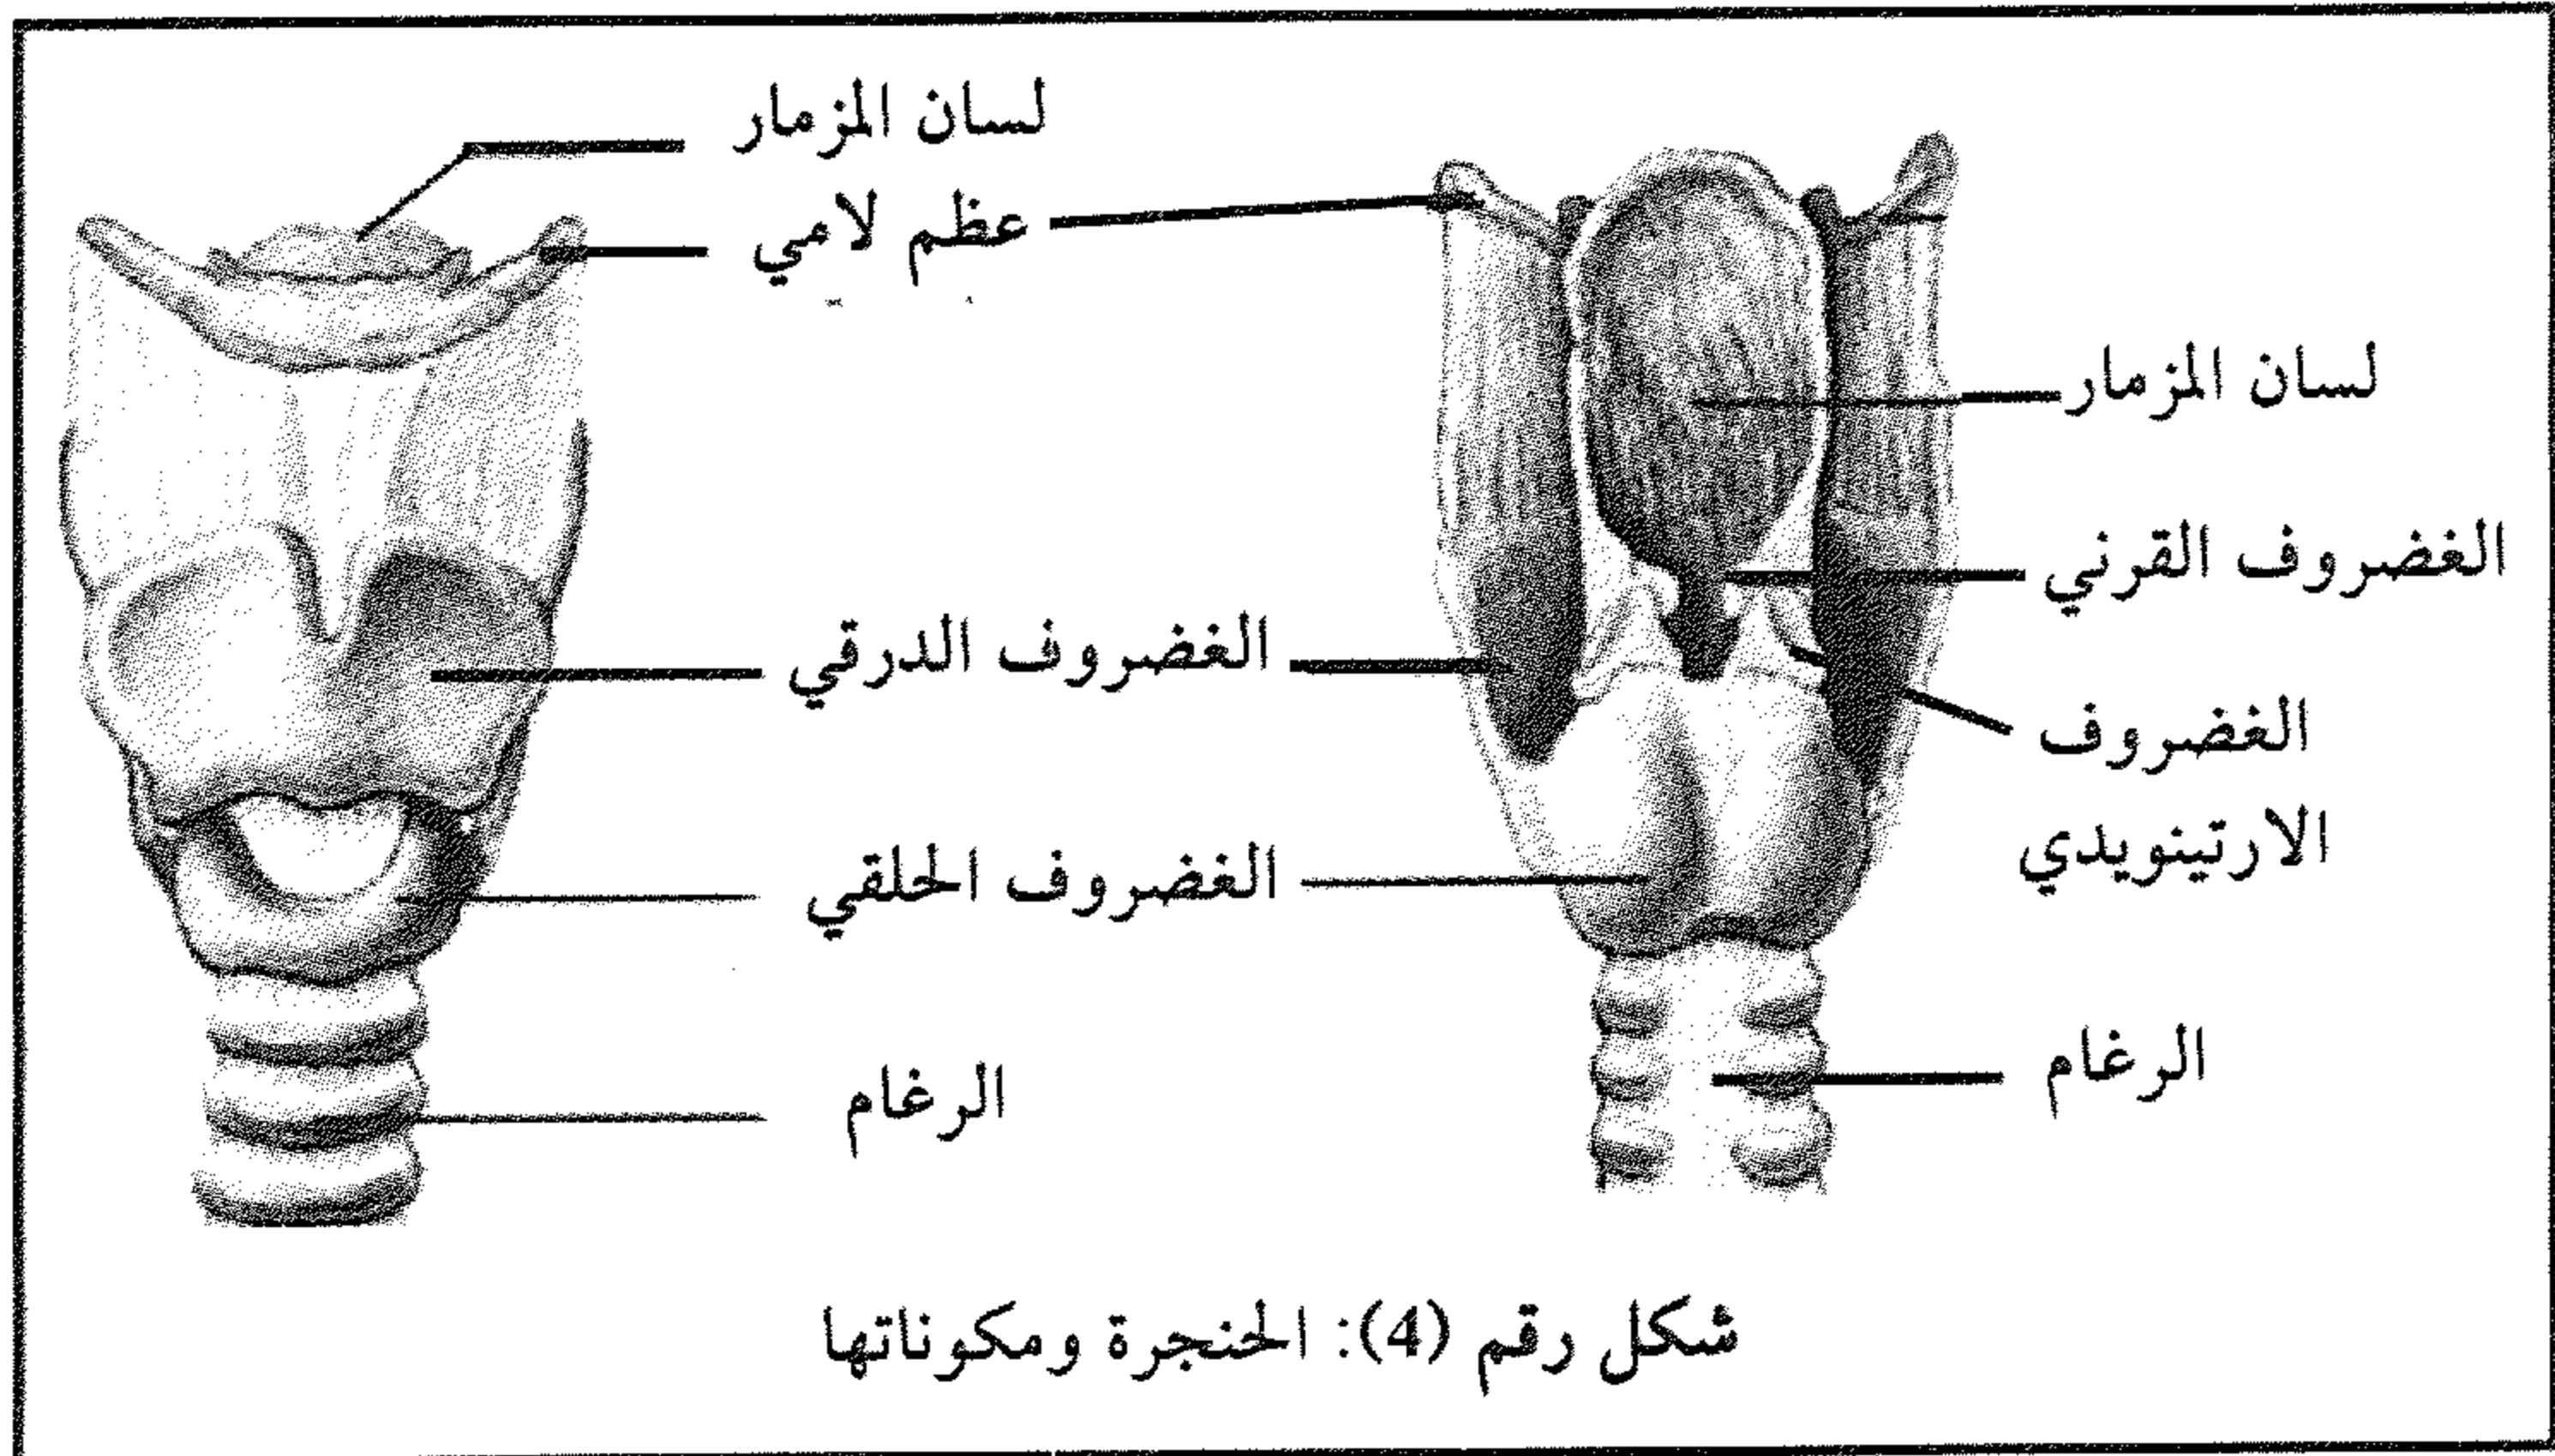 لسان المزمار
عظم لامي
لسان المزمار
الغضروف القرني
الغضروف الدرقي
الغضروف
الارتينويدي
الغضروف الحلقي
الرغام
الرغام
شكل رقم (4): الحنجرة ومكوناتها